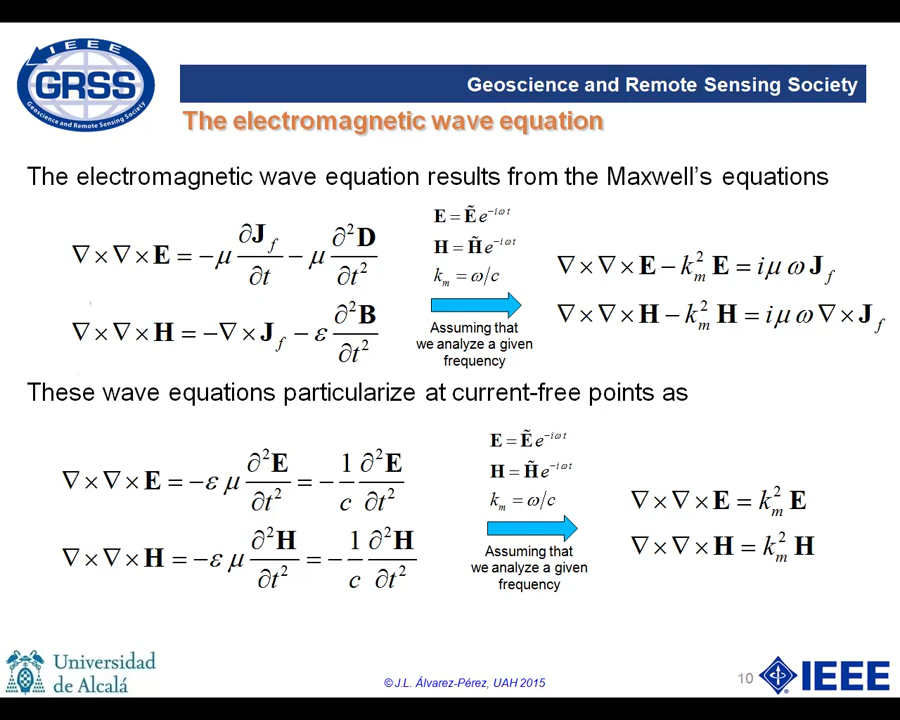 IEEE
GRSS
Geoscience and Remote Sensing Society
Geoscience and Remote Sensing Society
The electromagnetic wave equation
The electromagnetic wave equation results from the Maxwell's equations
∇×∇×E = −μ ∂J_f/∂t − μ ∂²D/∂t²
∇×∇×H = −∇×J_f − ε ∂²B/∂t²
E = Ẽ e^{−iωt}
H = H̃ e^{−iωt}
k_m = ω/c
Assuming that
we analyze a given
frequency
∇×∇×E − k_m² E = iμωJ_f
∇×∇×H − k_m² H = iμω∇×J_f
These wave equations particularize at current-free points as
∇×∇×E = −εμ ∂²E/∂t² = −1/c ∂²E/∂t²
∇×∇×H = −εμ ∂²H/∂t² = −1/c ∂²H/∂t²
E = Ẽ e^{−iωt}
H = H̃ e^{−iωt}
k_m = ω/c
Assuming that
we analyze a given
frequency
∇×∇×E = k_m² E
∇×∇×H = k_m² H
Universidad
de Alcalá
© J.L. Álvarez-Pérez, UAH 2015
10
IEEE